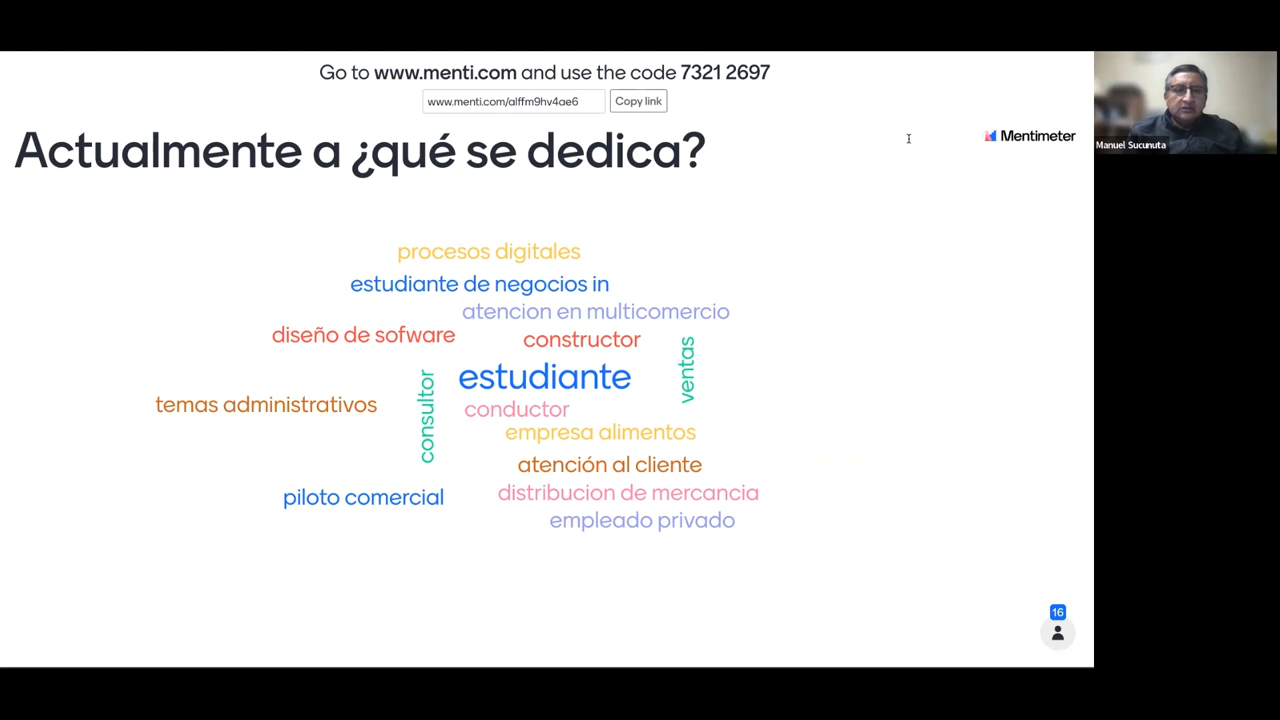 Go to www.menti.com and use the code 7321 2697
www.menti.com/alffm9hv4ae6 Copy link
Mentimeter
Manuel Sucunuta
Actualmente a ¿qué se dedica?
procesos digitales
estudiante de negocios in
atencion en multicomercio
diseño de sofware
constructor
ventas
estudiante
consultor
temas administrativos
conductor
empresa alimentos
atención al cliente
piloto comercial
distribucion de mercancia
empleado privado
16